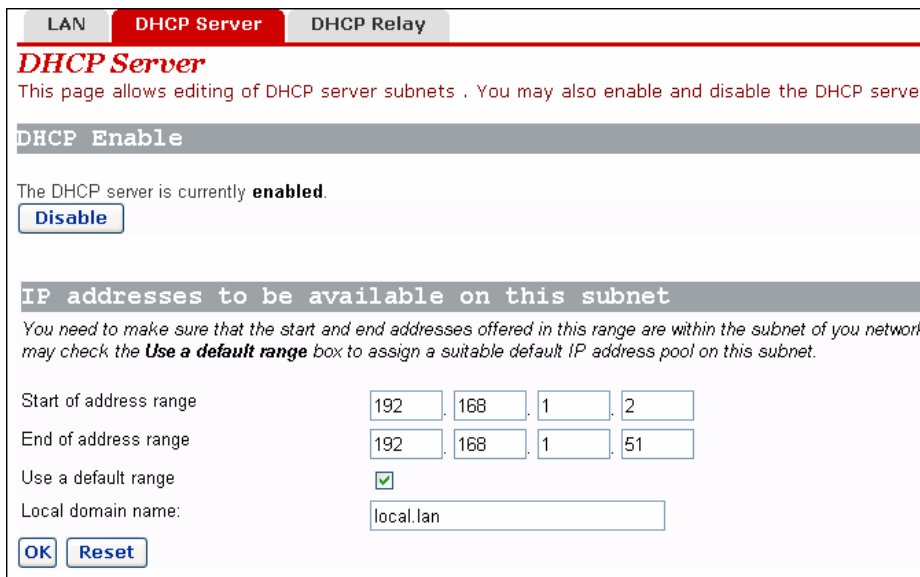 LAN DHCP Server DHCP Relay
DHCP Server
This page allows editing of DHCP server subnets . You may also enable and disable the DHCP serve
DHCP Enable
The DHCP server is currently enabled.
Disable
IP addresses to be available on this subnet
You need to make sure that the start and end addresses offered in this range are within the subnet of you network
may check the Use a default range box to assign a suitable default IP address pool on this subnet.
Start of address range 192 . 168 . 1 . 2
End of address range 192 . 168 . 1 . 51
Use a default range
Local domain name: local.lan
OK Reset